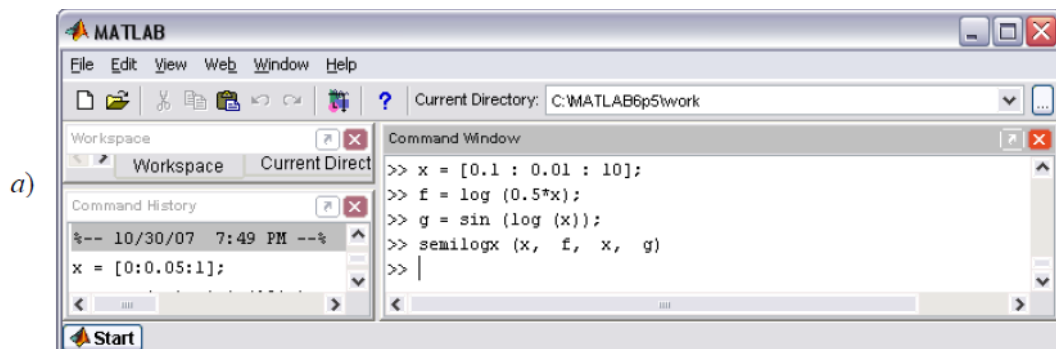 MATLAB
File Edit View Web Window Help
? Current Directory: C:\MATLAB6p5\work ...
Workspace
Workspace Current Direct
a)
Command History
%-- 10/30/07 7:49 PM --%
x = [0:0.05:1];
Command Window
>> x = [0.1 : 0.01 : 10];
>> f = log (0.5*x);
>> g = sin (log (x));
>> semilogx (x, f, x, g)
>>
Start